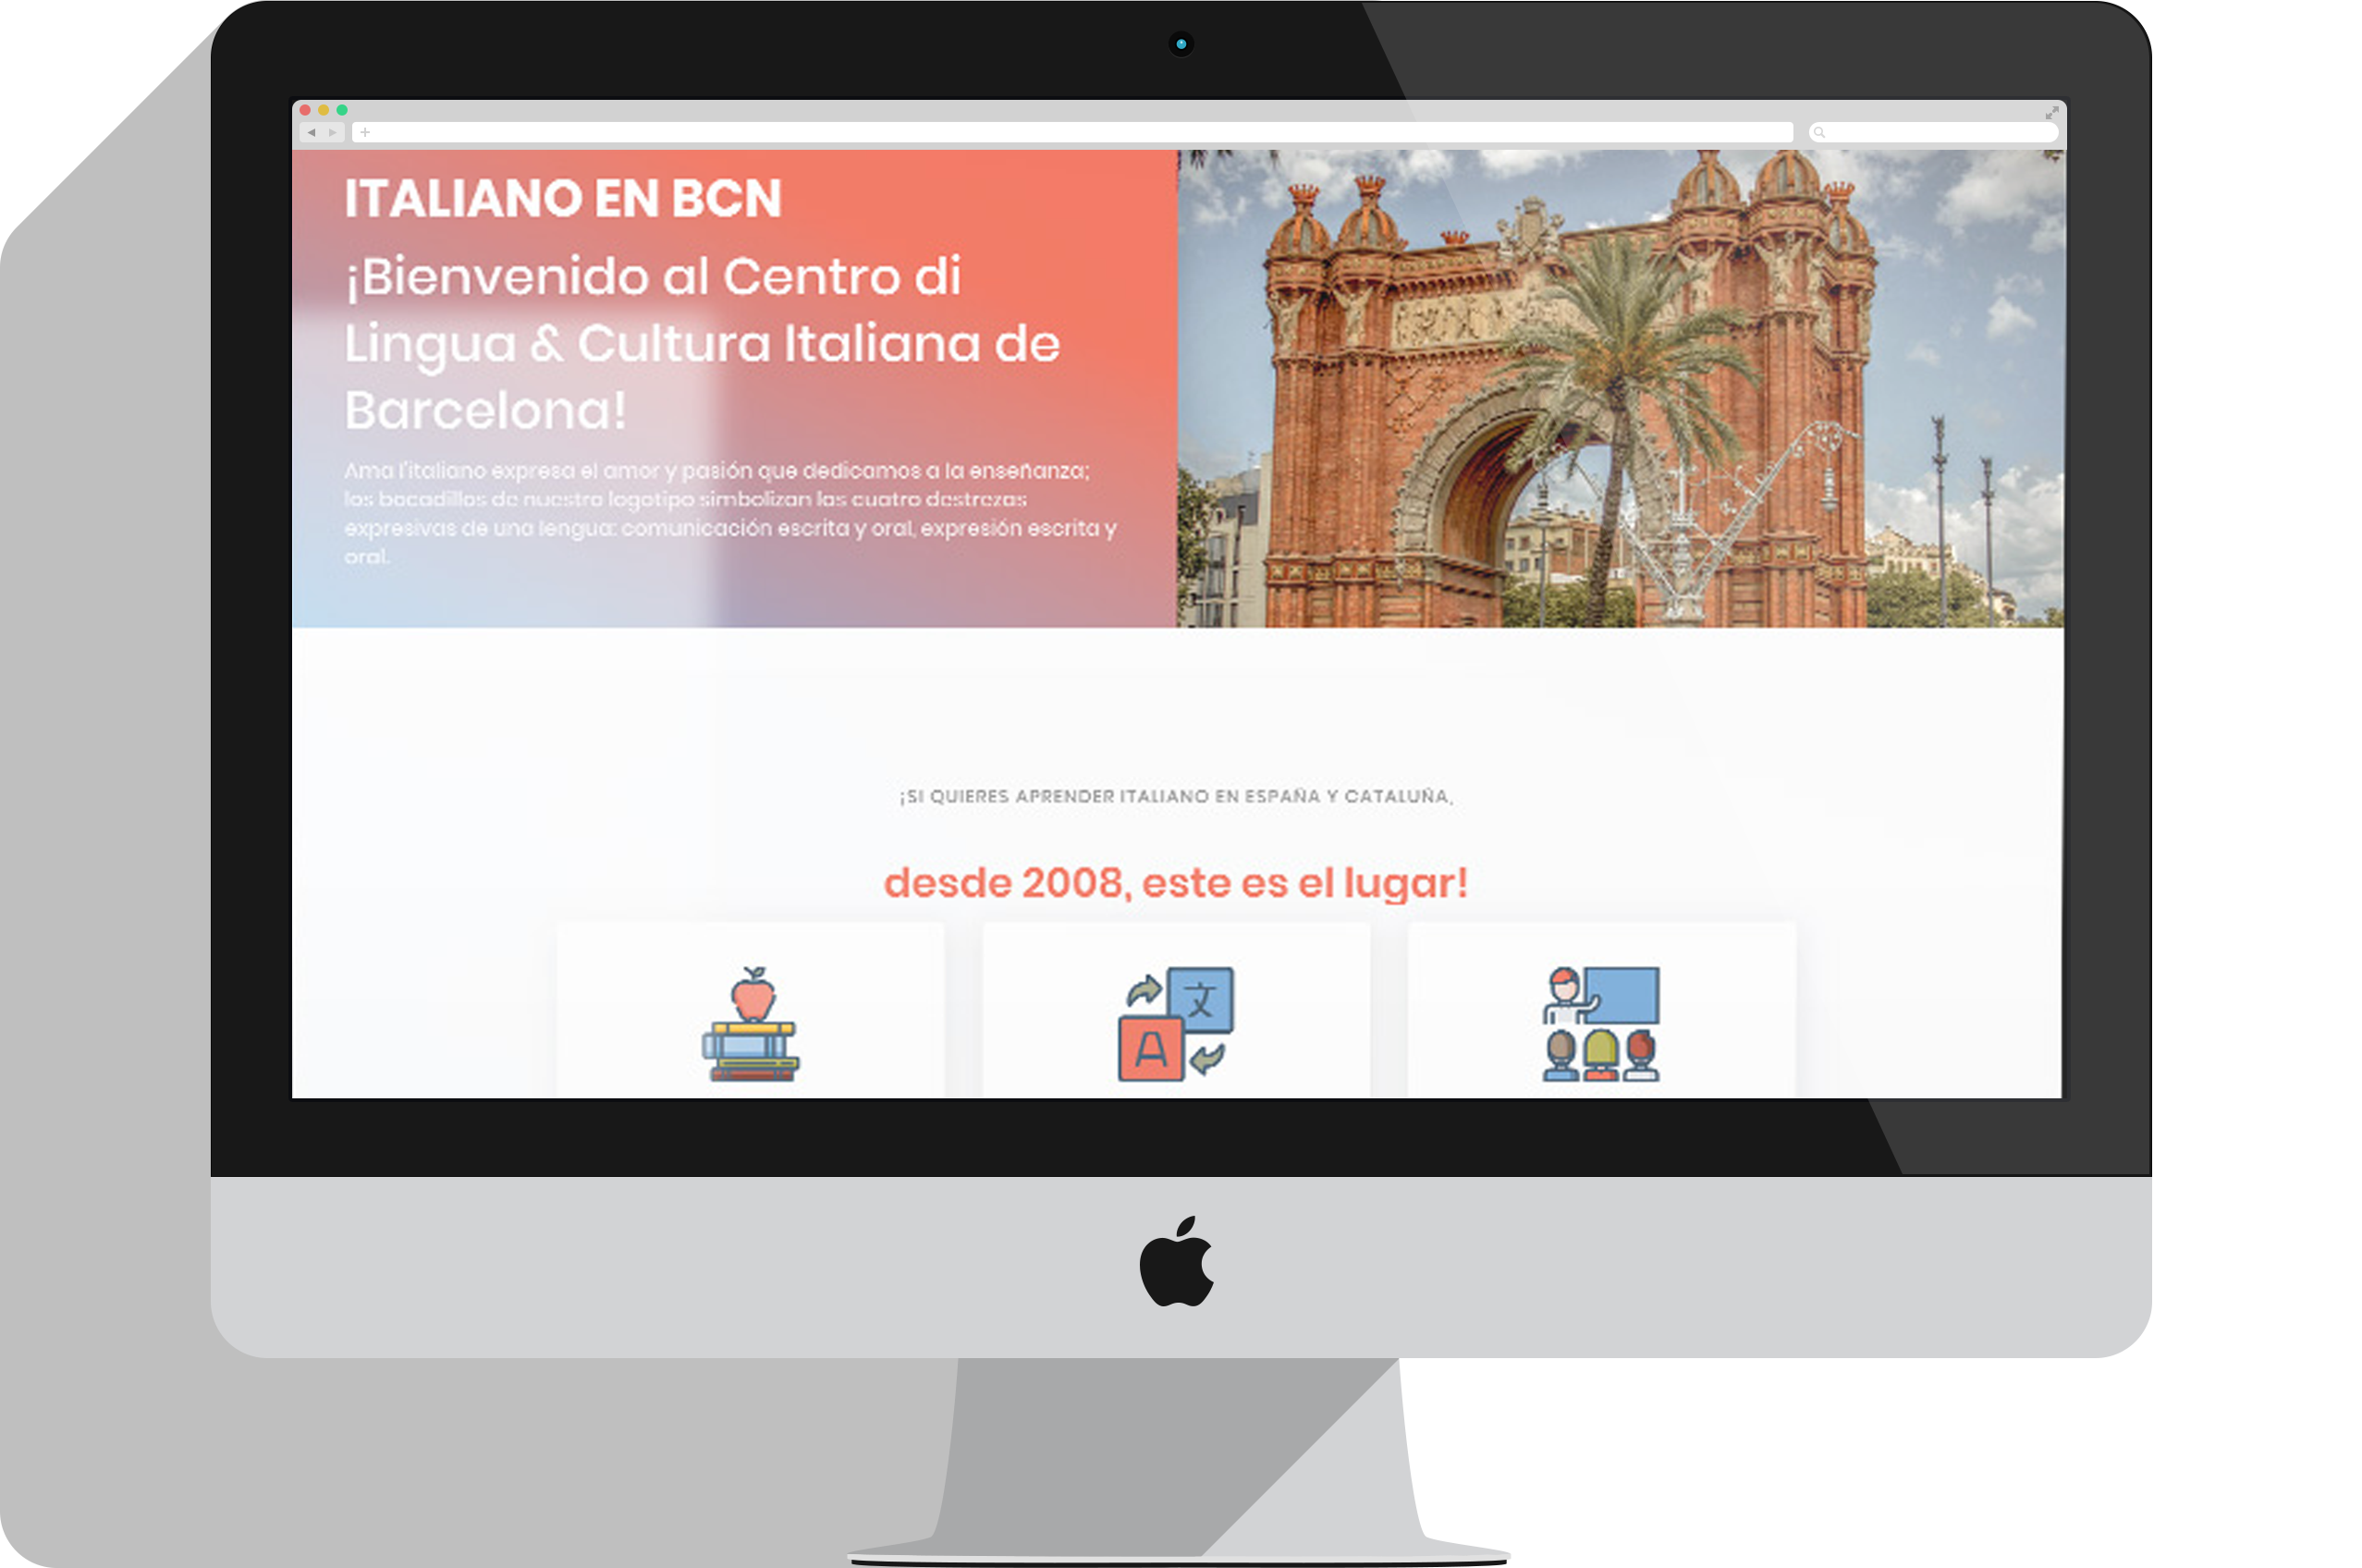 ITALIANO EN BCN
¡Bienvenido al Centro di
Lingua & Cultura Italiana de
Barcelona!
Ama l'italiano expresa el amor y pasión que dedicamos a la enseñanza;
los bocadillos de nuestro logotipo simbolizan las cuatro destrezas
expresivas de una lengua: comunicación escrita y oral, expresión escrita y
oral.
¡SI QUIERES APRENDER ITALIANO EN ESPAÑA Y CATALUÑA,
desde 2008, este es el lugar!
文
A